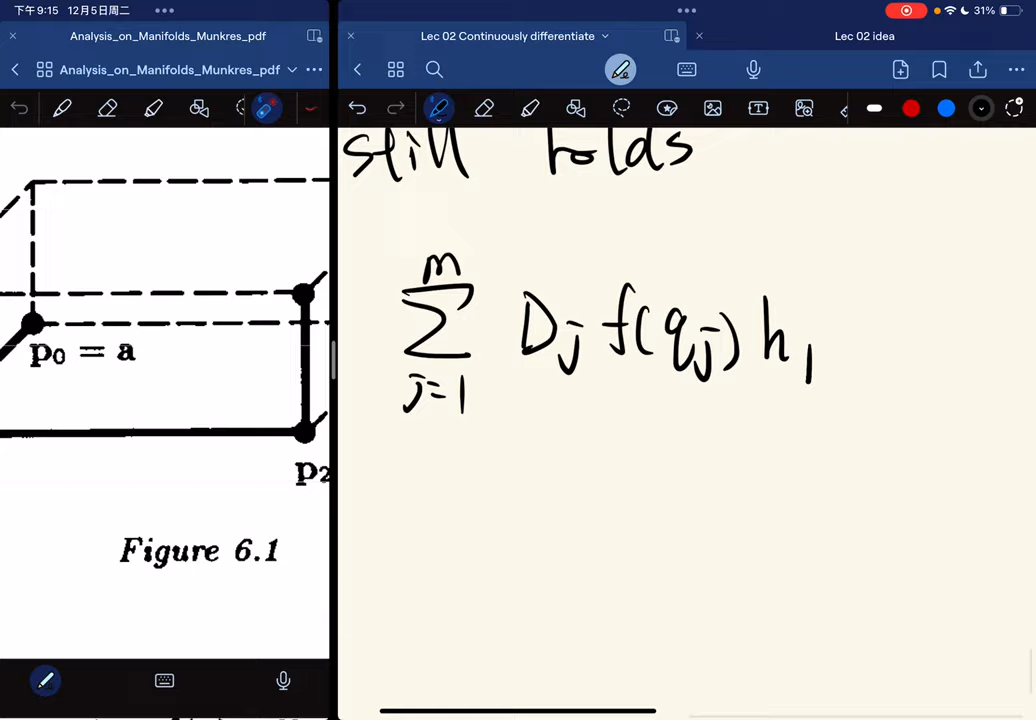 下午9:15 12月5日周二
31%
Analysis_on_Manifolds_Munkres_pdf
Lec 02 Continuously differentiate
Lec 02 idea
Analysis_on_Manifolds_Munkres_pdf
still holds
p₀ = a
p₂
Figure 6.1
m
∑ Dⱼ f(qⱼ) h₁
j=1